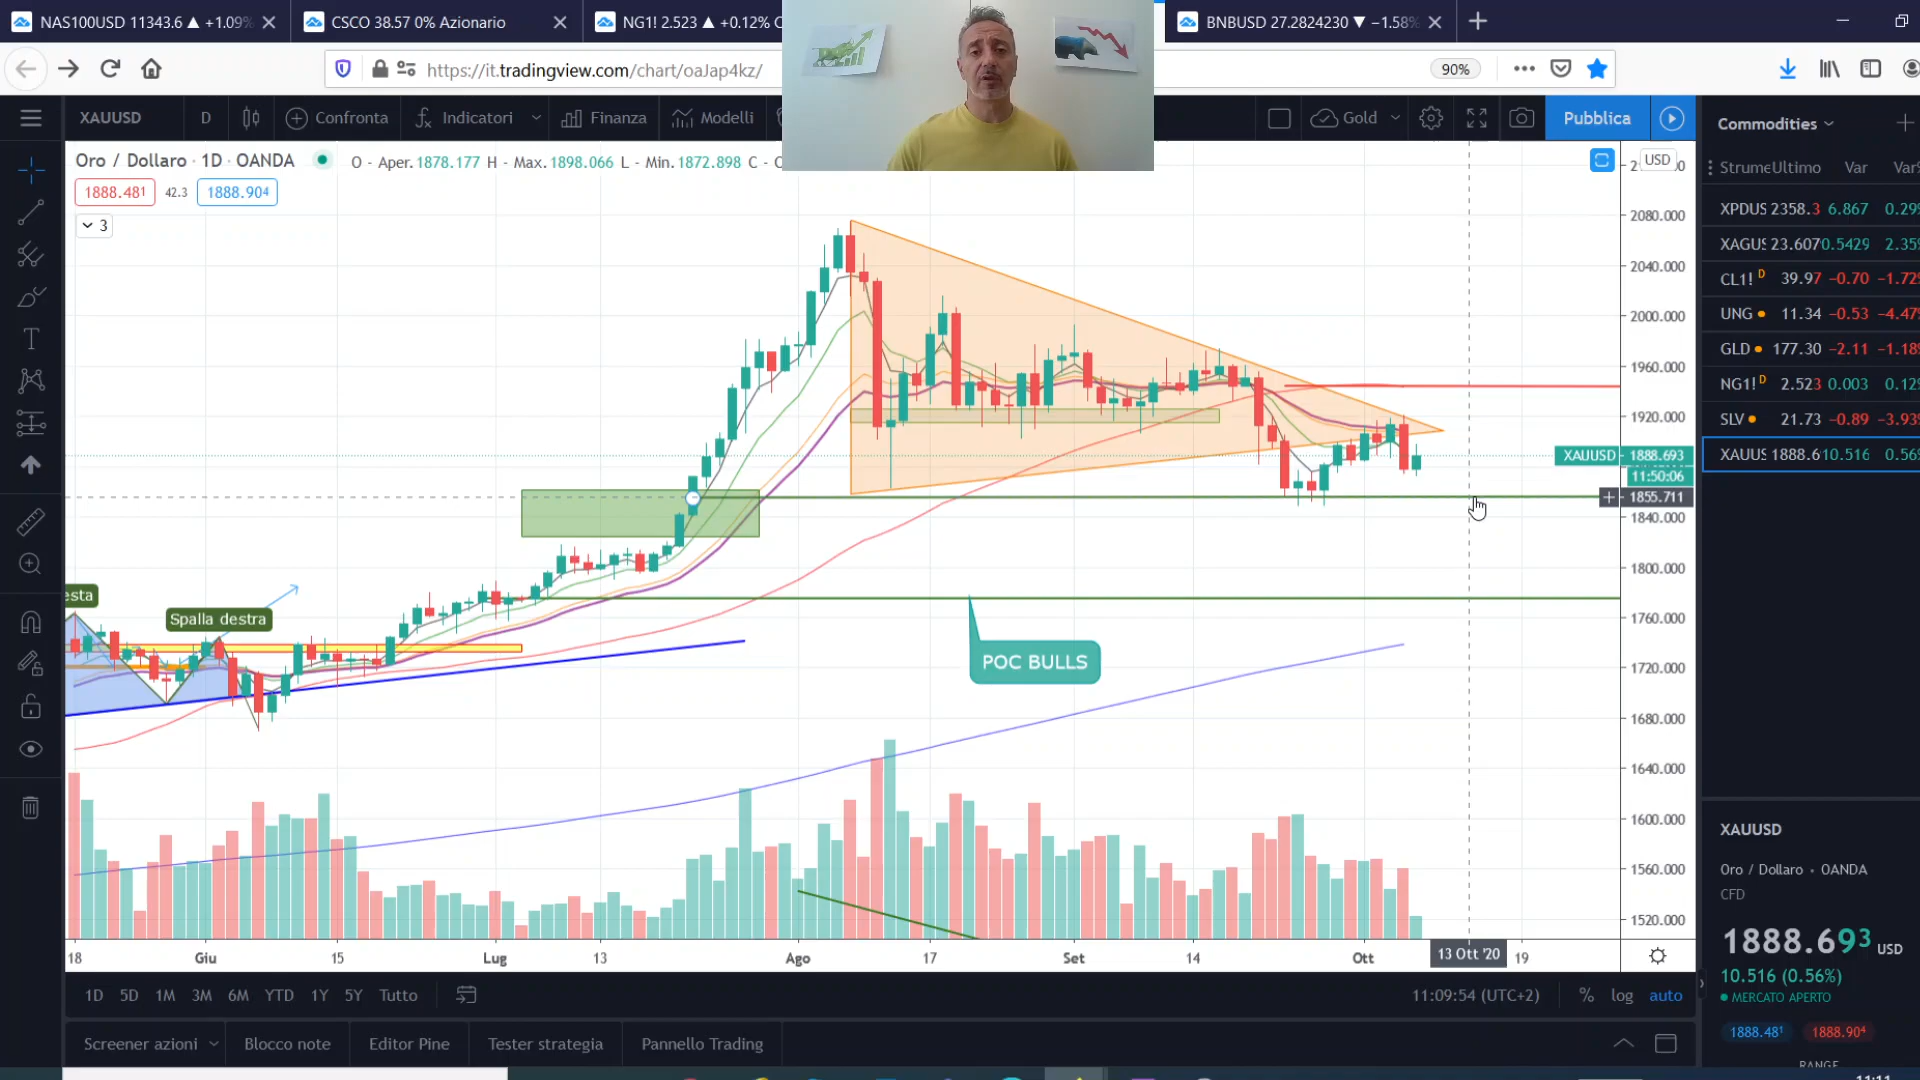 NAS100USD 11343.6 ▲ +1.09%
CSCO 38.57 0% Azionario
NG1! 2.523 ▲ +0.12% C
BNBUSD 27.2824230 ▼ −1.58%
https://it.tradingview.com/chart/oaJap4kz/
90%
XAUUSD D Confronta Indicatori Finanza Modelli Gold Pubblica
Commodities
Oro / Dollaro · 1D · OANDA O - Aper. 1878.177 H - Max. 1898.066 L - Min. 1872.898 C - C
USD
1888.481 42.3 1888.904
3
Strume Ultimo Var Var%
XPDUS 2358.3 6.867 0.29%
XAGUS 23.607 0.5429 2.35%
CL1! D 39.97 −0.70 −1.72%
UNG 11.34 −0.53 −4.47%
GLD 177.30 −2.11 −1.18%
NG1! D 2.523 0.003 0.12%
SLV 21.73 −0.89 −3.93%
XAUUS 1888.6 10.516 0.56%
2080.000
2040.000
2000.000
1960.000
1920.000
XAUUSD 1888.693
11:50:06
1855.711
1840.000
1800.000
1760.000
1720.000
1680.000
1640.000
1600.000
1560.000
1520.000
esta
Spalla destra
POC BULLS
18 Giu 15 Lug 13 Ago 17 Set 14 Ott 13 Ott '20 19
1D 5D 1M 3M 6M YTD 1Y 5Y Tutto
11:09:54 (UTC+2) % log auto
Screener azioni Blocco note Editor Pine Tester strategia Pannello Trading
XAUUSD
Oro / Dollaro • OANDA
CFD
1888.693 USD
10.516 (0.56%)
MERCATO APERTO
1888.481 1888.904
RANGE
11:11